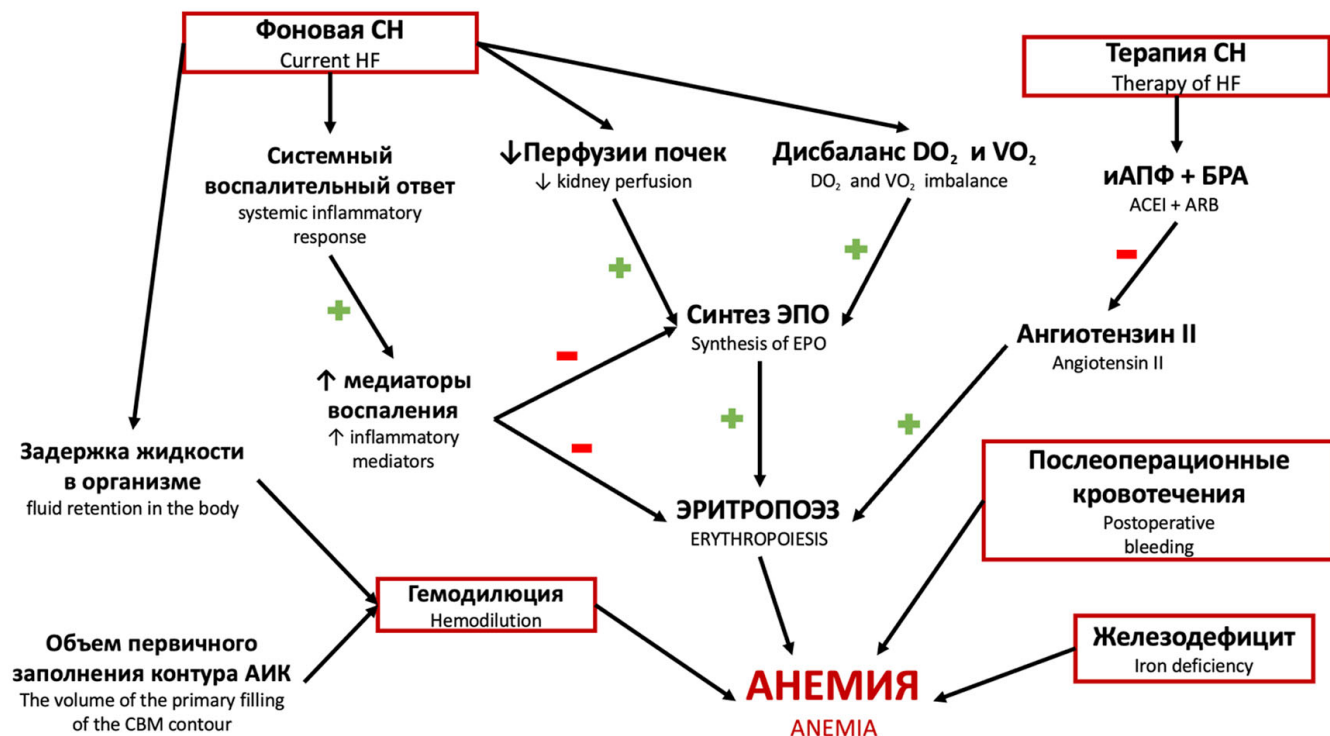 Фоновая СН
Current HF
Терапия СН
Therapy of HF
Системный
воспалительный ответ
systemic inflammatory
response
↓Перфузии почек
↓ kidney perfusion
Дисбаланс DO₂ и VO₂
DO₂ and VO₂ imbalance
иАПФ + БРА
ACEI + ARB
Синтез ЭПО
Synthesis of EPO
Ангиотензин II
Angiotensin II
↑ медиаторы
воспаления
↑ inflammatory
mediators
Задержка жидкости
в организме
fluid retention in the body
ЭРИТРОПОЭЗ
ERYTHROPOIESIS
Послеоперационные
кровотечения
Postoperative
bleeding
Гемодилюция
Hemodilution
Объем первичного
заполнения контура АИК
The volume of the primary filling
of the CBM contour
Железодефицит
Iron deficiency
АНЕМИЯ
ANEMIA